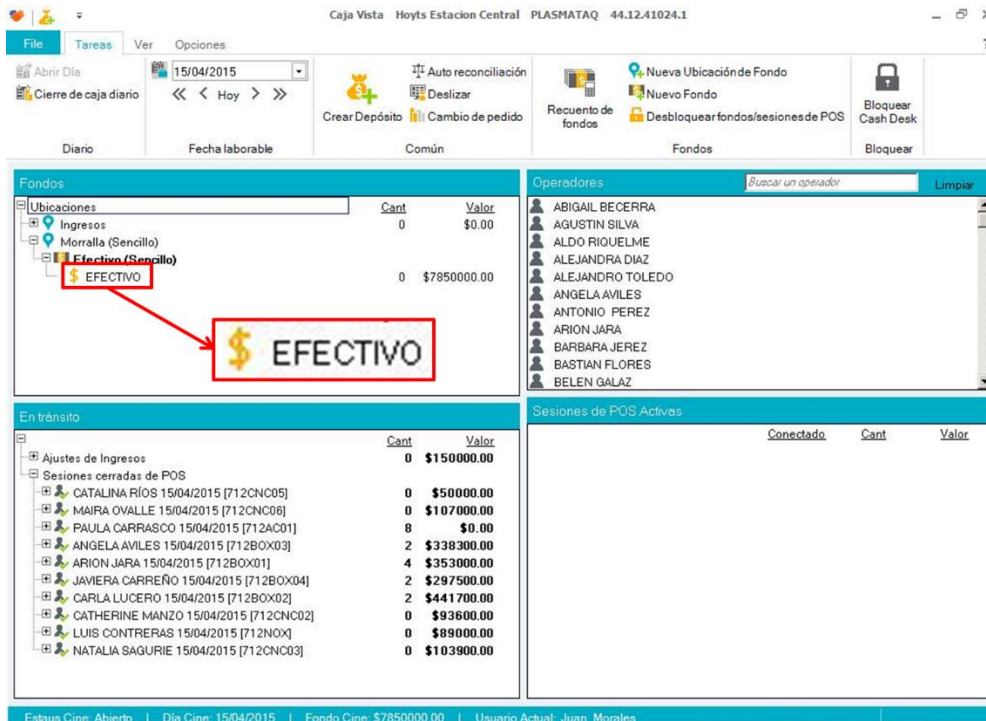 Caja Vista Hoyts Estacion Central PLASMATAQ 44.12.41024.1
File Tareas Ver Opciones
Abrir Día
Cierre de caja diario
Diario
15/04/2015
Hoy
Fecha laborable
Crear Depósito
Auto reconciliación
Deslizar
Cambio de pedido
Común
Recuento de fondos
Nueva Ubicación de Fondo
Nuevo Fondo
Desbloquear fondos/sesiones de POS
Fondos
Bloquear Cash Desk
Bloquear
Fondos
Ubicaciones Cant Valor
Ingresos 0 $0.00
Morralla (Sencillo)
Efectivo (Sencillo)
EFECTIVO 0 $7850000.00
EFECTIVO
Operadores Buscar un operador Limpiar
ABIGAIL BECERRA
AGUSTIN SILVA
ALDO RIQUELME
ALEJANDRA DIAZ
ALEJANDRO TOLEDO
ANGELA AVILES
ANTONIO PEREZ
ARION JARA
BARBARA JEREZ
BASTIAN FLORES
BELEN GALAZ
En tránsito
Cant Valor
Ajustes de Ingresos 0 $150000.00
Sesiones cerradas de POS
CATALINA RÍOS 15/04/2015 [712CNC05] 0 $50000.00
MAIRA OVALLE 15/04/2015 [712CNC06] 0 $107000.00
PAULA CARRASCO 15/04/2015 [712AC01] 8 $0.00
ANGELA AVILES 15/04/2015 [712BOX03] 2 $338300.00
ARION JARA 15/04/2015 [712BOX01] 4 $353000.00
JAVIERA CARREÑO 15/04/2015 [712BOX04] 2 $297500.00
CARLA LUCERO 15/04/2015 [712BOX02] 2 $441700.00
CATHERINE MANZO 15/04/2015 [712CNC02] 0 $93600.00
LUIS CONTRERAS 15/04/2015 [712NOX] 0 $89000.00
NATALIA SAGURIE 15/04/2015 [712CNC03] 0 $103900.00
Sesiones de POS Activas
Conectado Cant Valor
Estaus Cine: Abierto | Día Cine: 15/04/2015 | Fondo Cine: $7850000.00 | Usuario Actual: Juan Morales